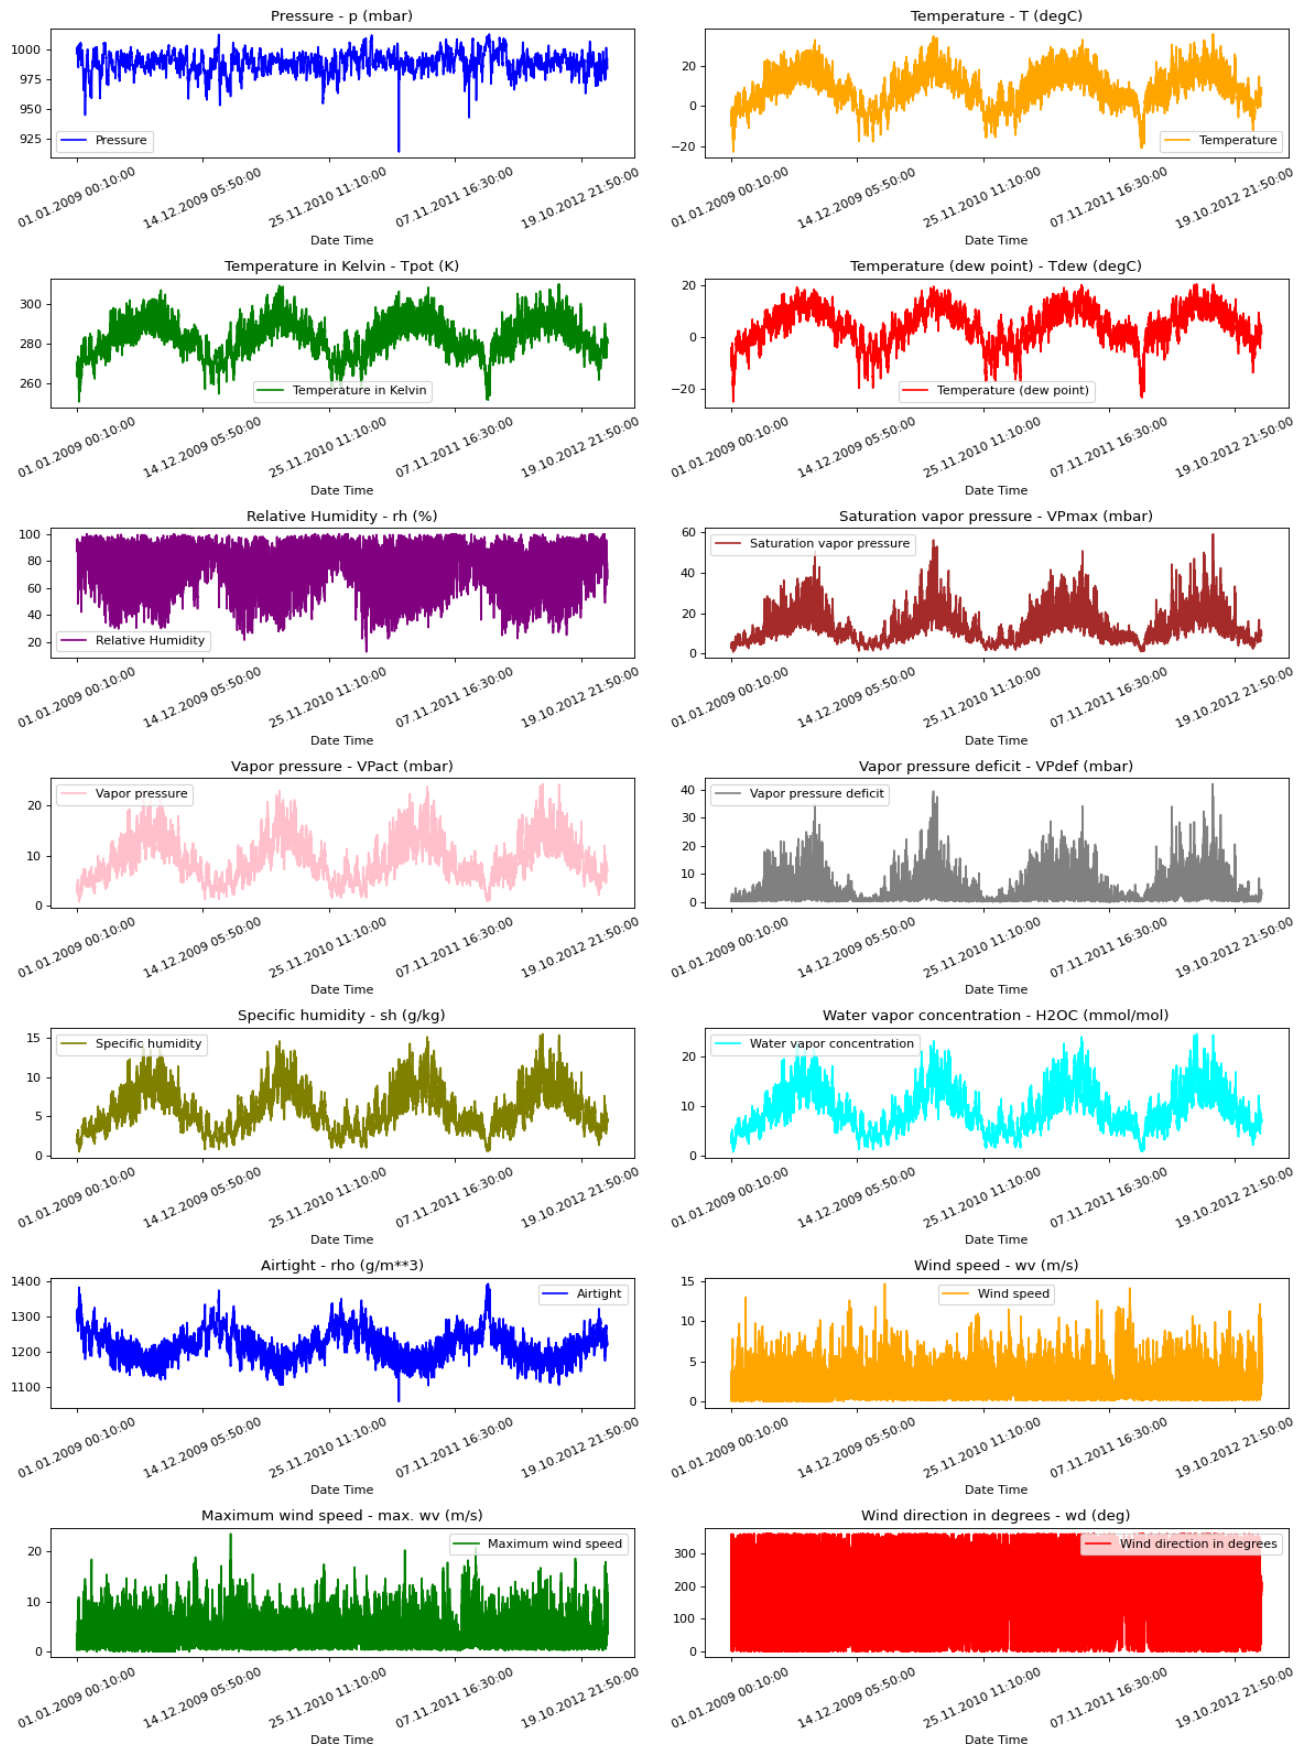 Pressure - p (mbar)
1000
975
950
925
Pressure
01.01.2009 00:10:00
14.12.2009 05:50:00
25.11.2010 11:10:00
07.11.2011 16:30:00
19.10.2012 21:50:00
Date Time
Temperature - T (degC)
20
0
−20
Temperature
01.01.2009 00:10:00
14.12.2009 05:50:00
25.11.2010 11:10:00
07.11.2011 16:30:00
19.10.2012 21:50:00
Date Time
Temperature in Kelvin - Tpot (K)
300
280
260
Temperature in Kelvin
01.01.2009 00:10:00
14.12.2009 05:50:00
25.11.2010 11:10:00
07.11.2011 16:30:00
19.10.2012 21:50:00
Date Time
Temperature (dew point) - Tdew (degC)
20
0
−20
Temperature (dew point)
01.01.2009 00:10:00
14.12.2009 05:50:00
25.11.2010 11:10:00
07.11.2011 16:30:00
19.10.2012 21:50:00
Date Time
Relative Humidity - rh (%)
100
80
60
40
20
Relative Humidity
01.01.2009 00:10:00
14.12.2009 05:50:00
25.11.2010 11:10:00
07.11.2011 16:30:00
19.10.2012 21:50:00
Date Time
Saturation vapor pressure - VPmax (mbar)
60
40
20
0
Saturation vapor pressure
01.01.2009 00:10:00
14.12.2009 05:50:00
25.11.2010 11:10:00
07.11.2011 16:30:00
19.10.2012 21:50:00
Date Time
Vapor pressure - VPact (mbar)
20
10
0
Vapor pressure
01.01.2009 00:10:00
14.12.2009 05:50:00
25.11.2010 11:10:00
07.11.2011 16:30:00
19.10.2012 21:50:00
Date Time
Vapor pressure deficit - VPdef (mbar)
40
30
20
10
0
Vapor pressure deficit
01.01.2009 00:10:00
14.12.2009 05:50:00
25.11.2010 11:10:00
07.11.2011 16:30:00
19.10.2012 21:50:00
Date Time
Specific humidity - sh (g/kg)
15
10
5
0
Specific humidity
01.01.2009 00:10:00
14.12.2009 05:50:00
25.11.2010 11:10:00
07.11.2011 16:30:00
19.10.2012 21:50:00
Date Time
Water vapor concentration - H2OC (mmol/mol)
20
10
0
Water vapor concentration
01.01.2009 00:10:00
14.12.2009 05:50:00
25.11.2010 11:10:00
07.11.2011 16:30:00
19.10.2012 21:50:00
Date Time
Airtight - rho (g/m**3)
1400
1300
1200
1100
Airtight
01.01.2009 00:10:00
14.12.2009 05:50:00
25.11.2010 11:10:00
07.11.2011 16:30:00
19.10.2012 21:50:00
Date Time
Wind speed - wv (m/s)
15
10
5
0
Wind speed
01.01.2009 00:10:00
14.12.2009 05:50:00
25.11.2010 11:10:00
07.11.2011 16:30:00
19.10.2012 21:50:00
Date Time
Maximum wind speed - max. wv (m/s)
20
10
0
Maximum wind speed
01.01.2009 00:10:00
14.12.2009 05:50:00
25.11.2010 11:10:00
07.11.2011 16:30:00
19.10.2012 21:50:00
Date Time
Wind direction in degrees - wd (deg)
300
200
100
0
Wind direction in degrees
01.01.2009 00:10:00
14.12.2009 05:50:00
25.11.2010 11:10:00
07.11.2011 16:30:00
19.10.2012 21:50:00
Date Time